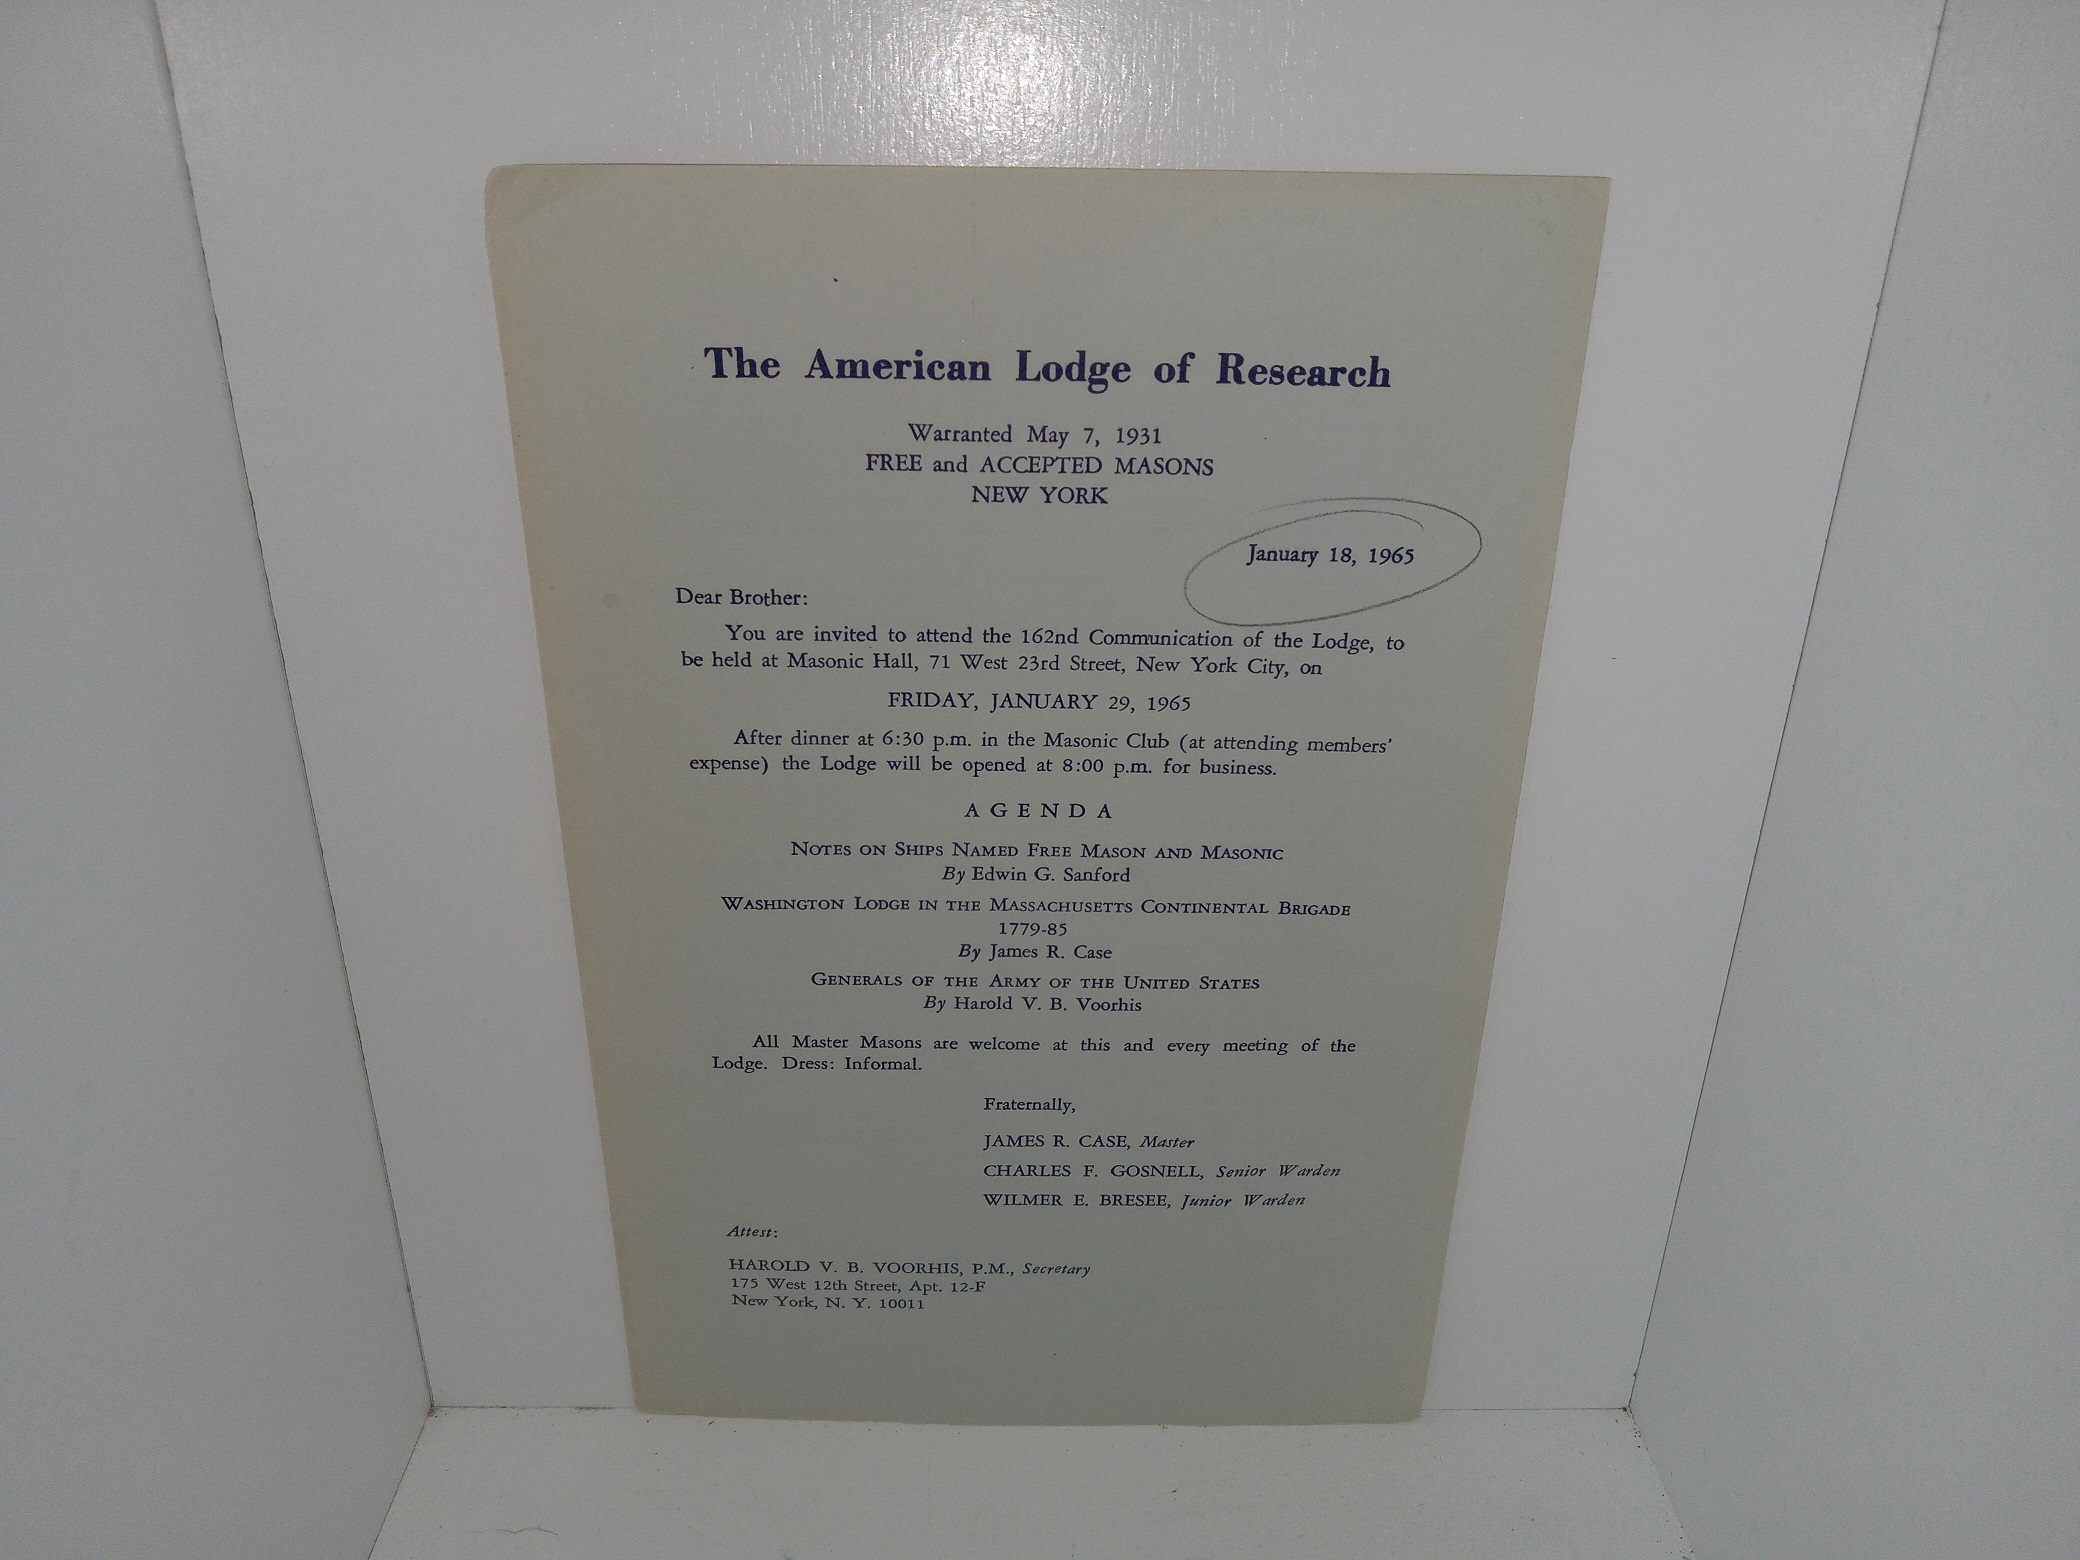 The American Lodge of Research
Warranted May 7, 1931
FREE and ACCEPTED MASONS
NEW YORK
January 18, 1965
Dear Brother:
You are invited to attend the 162nd Communication of the Lodge, to
be held at Masonic Hall, 71 West 23rd Street, New York City, on
FRIDAY, JANUARY 29, 1965
After dinner at 6:30 p.m. in the Masonic Club (at attending members'
expense) the Lodge will be opened at 8:00 p.m. for business.
AGENDA
NOTES ON SHIPS NAMED FREE MASON AND MASONIC
By Edwin G. Sanford
WASHINGTON LODGE IN THE MASSACHUSETTS CONTINENTAL BRIGADE
1779-85
By James R. Case
GENERALS OF THE ARMY OF THE UNITED STATES
By Harold V. B. Voorhis
All Master Masons are welcome at this and every meeting of the
Lodge. Dress: Informal.
Fraternally,
JAMES R. CASE, Master
CHARLES F. GOSNELL, Senior Warden
WILMER E. BRESEE, Junior Warden
Attest:
HAROLD V. B. VOORHIS, P.M., Secretary
175 West 12th Street, Apt. 12-F
New York, N. Y. 10011